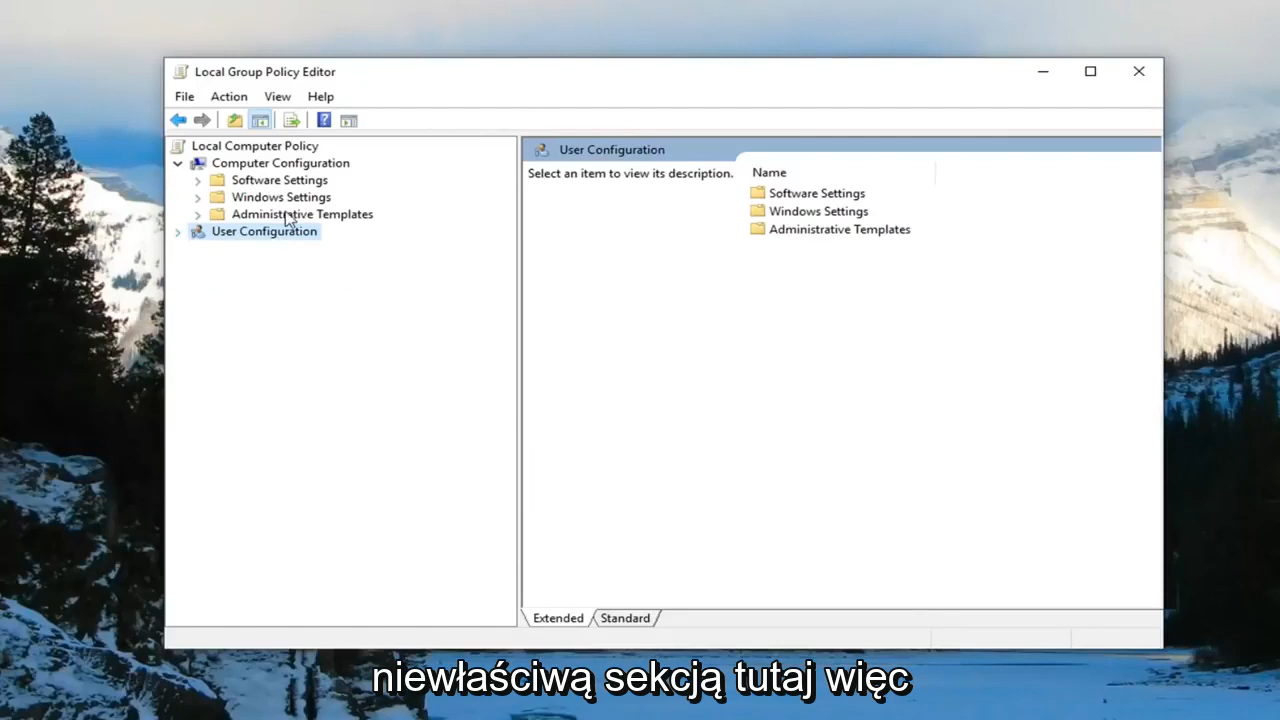 Local Group Policy Editor
File Action View Help
Local Computer Policy
Computer Configuration
Software Settings
Windows Settings
Administrative Templates
User Configuration
User Configuration
Select an item to view its description.
Name
Software Settings
Windows Settings
Administrative Templates
Extended Standard
niewłaściwą sekcją tutaj więc